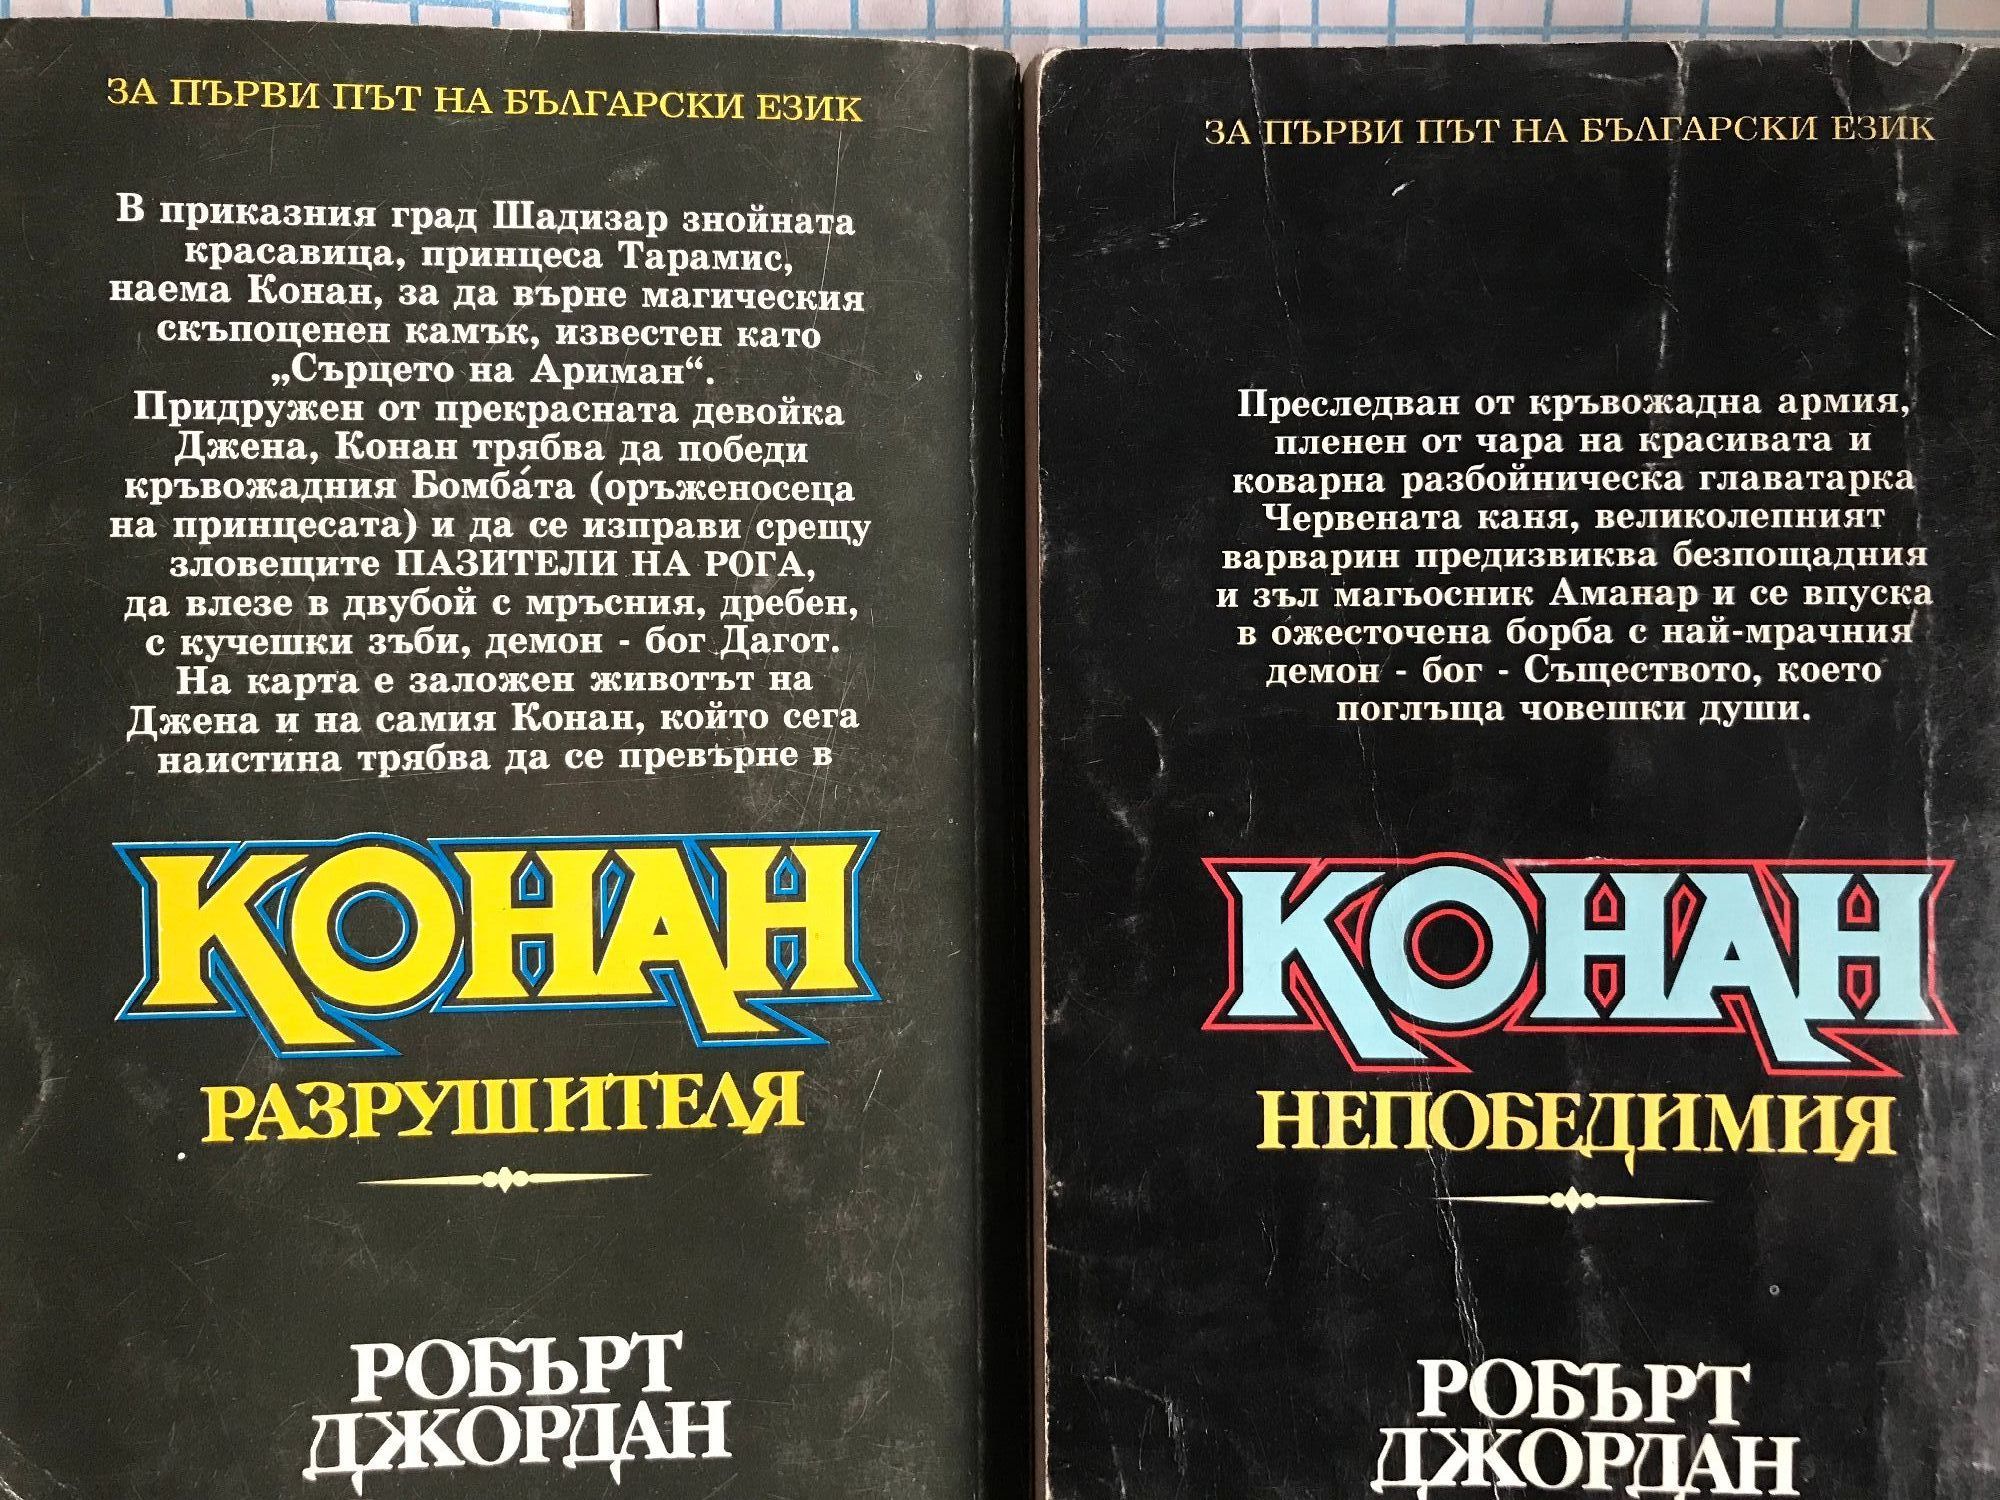 ЗА ПЪРВИ ПЪТ НА БЪЛГАРСКИ ЕЗИК
В приказния град Шадизар знойната
красавица, принцеса Тарамис,
наема Конан, за да върне магическия
скъпоценен камък, известен като
„Сърцето на Ариман“.
Придружен от прекрасната девойка
Джена, Конан трябва да победи
кръвожадния Бомба́та (оръженосеца
на принцесата) и да се изправи срещу
зловещите ПАЗИТЕЛИ НА РОГА,
да влезе в двубой с мръсния, дребен,
с кучешки зъби, демон - бог Дагот.
На карта е заложен животът на
Джена и на самия Конан, който сега
наистина трябва да се превърне в
КОНАН
РАЗРУШИТЕЛЯ
РОБЪРТ
ДЖОРДАН
ЗА ПЪРВИ ПЪТ НА БЪЛГАРСКИ ЕЗИК
Преследван от кръвожадна армия,
пленен от чара на красивата и
коварна разбойническа главатарка
Червената каня, великолепният
варварин предизвиква безпощадния
и зъл магьосник Аманар и се впуска
в ожесточена борба с най-мрачния
демон - бог - Съществото, което
поглъща човешки души.
КОНАН
НЕПОБЕДИМИЯ
РОБЪРТ
ДЖОРДАН